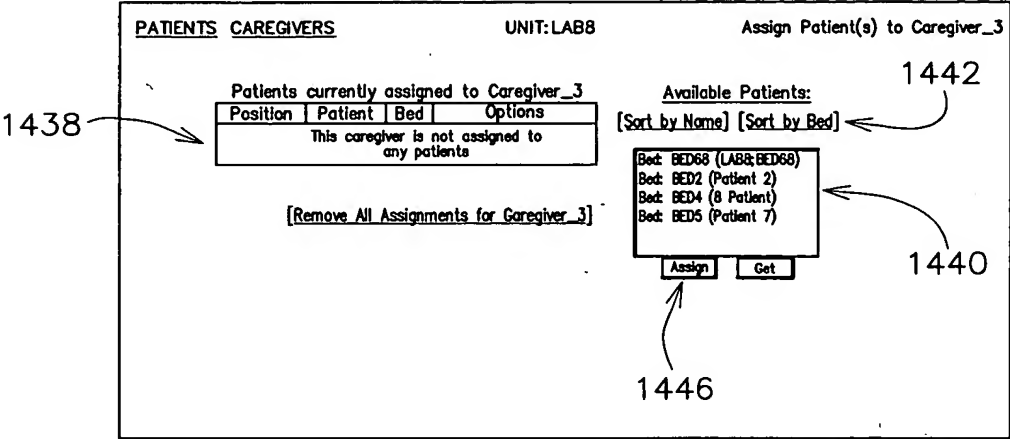 PATIENTS CAREGIVERS UNIT:LAB8 Assign Patient(s) to Caregiver_3
1442
Patients currently assigned to Caregiver_3
Available Patients:
Position Patient Bed Options
[Sort by Name] [Sort by Bed]
1438
This caregiver is not assigned to
any patients
Bed: BED68 (LAB8;BED68)
Bed: BED2 (Patient 2)
Bed: BED4 (8 Patient)
Bed: BED5 (Patient 7)
[Remove All Assignments for Caregiver_3]
1440
Assign Get
1446